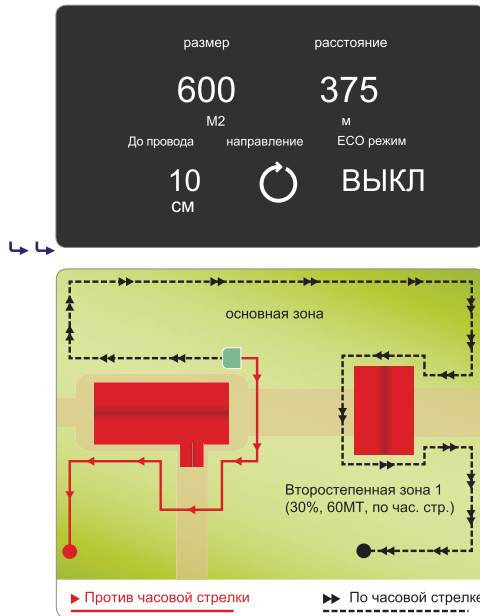 размер расстояние
600 375
М2 м
До провода направление ECO режим
10 ВЫКЛ
см
основная зона
Второстепенная зона 1
(30%, 60МТ, по час. стр.)
Против часовой стрелки По часовой стрелке